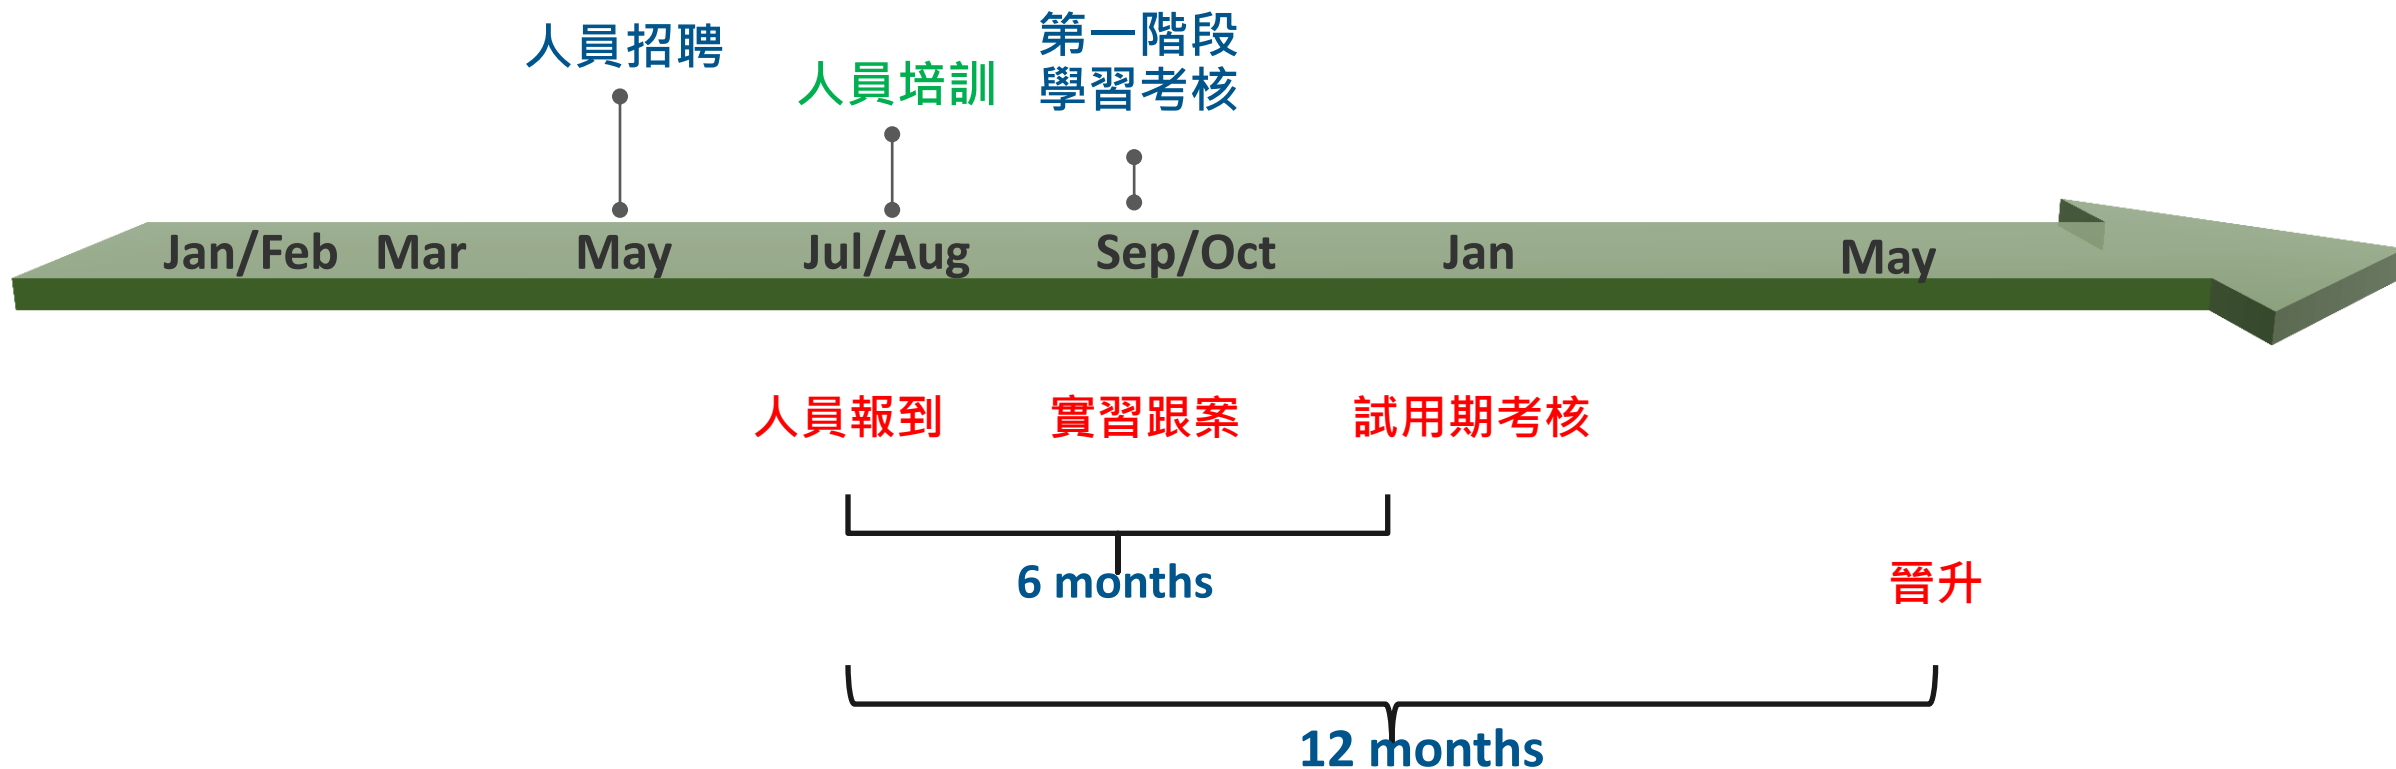 人員招聘
人員培訓
第一階段
學習考核
Jan/Feb Mar May Jul/Aug Sep/Oct Jan May
人員報到 實習跟案 試用期考核
6 months
晉升
12 months